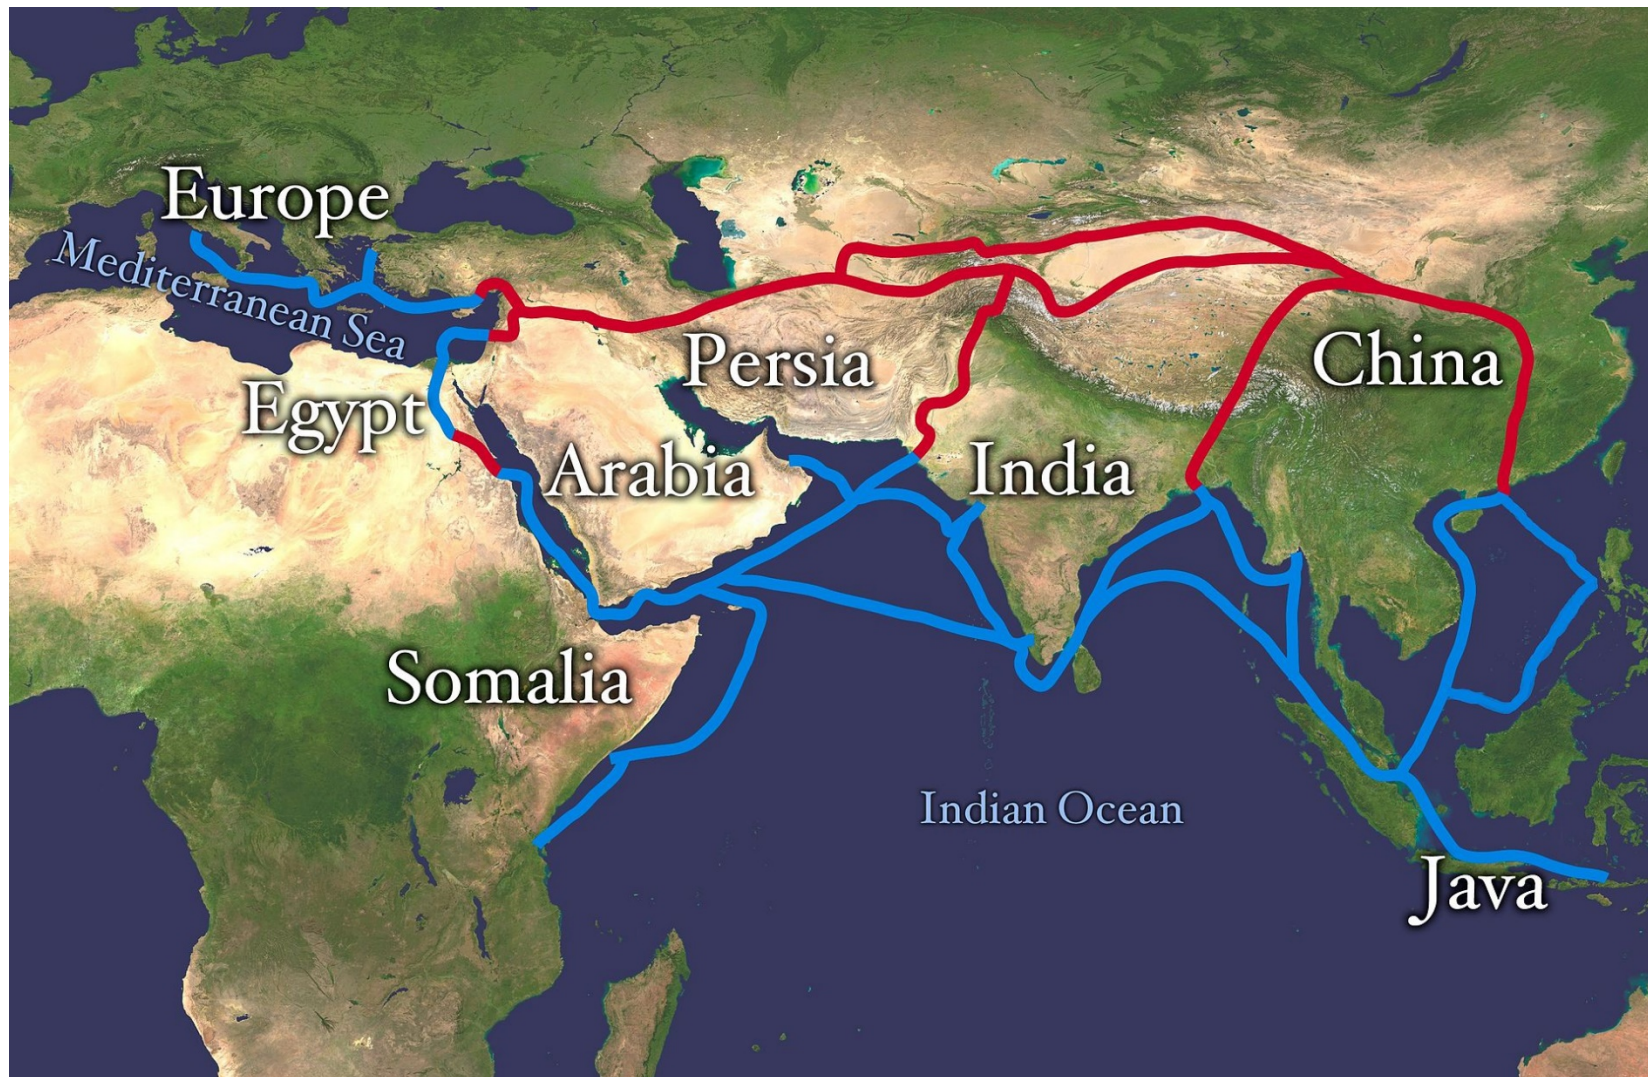 Europe
Mediterranean Sea
Persia
China
Egypt
Arabia
India
Somalia
Indian Ocean
Java